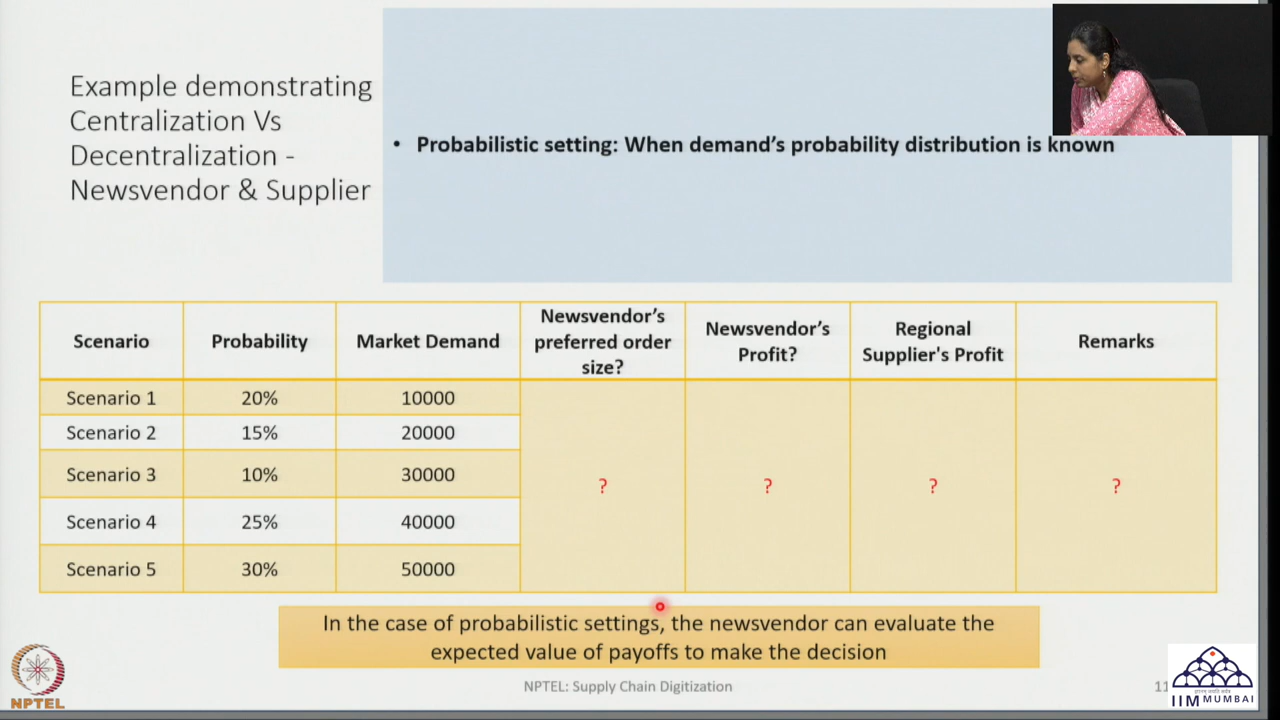 Example demonstrating
Centralization Vs
Decentralization -
Newsvendor & Supplier
• Probabilistic setting: When demand's probability distribution is known
Scenario Probability Market Demand Newsvendor's preferred order size? Newsvendor's Profit? Regional Supplier's Profit Remarks
Scenario 1 20% 10000
Scenario 2 15% 20000
Scenario 3 10% 30000
? ? ? ?
Scenario 4 25% 40000
Scenario 5 30% 50000
In the case of probabilistic settings, the newsvendor can evaluate the
expected value of payoffs to make the decision
NPTEL
NPTEL: Supply Chain Digitization
11
IIM MUMBAI